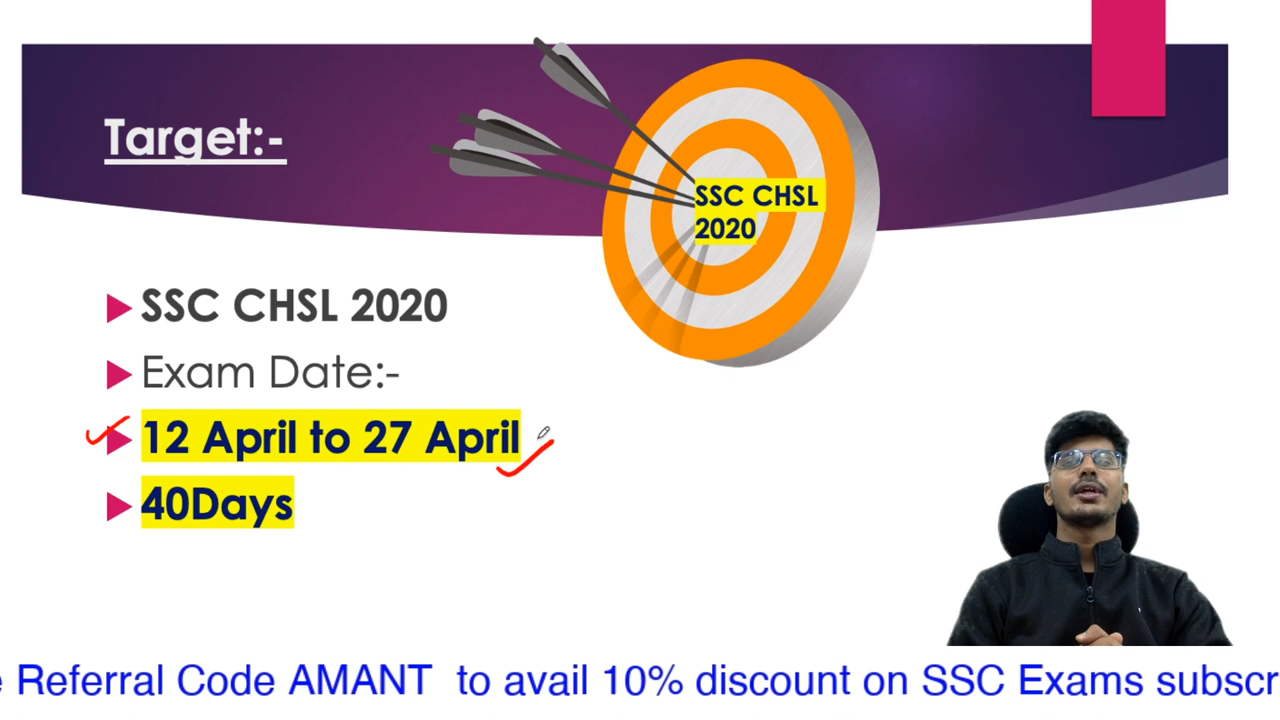 Target:-
SSC CHSL
2020
SSC CHSL 2020
Exam Date:-
12 April to 27 April
40Days
Referral Code AMANT to avail 10% discount on SSC Exams